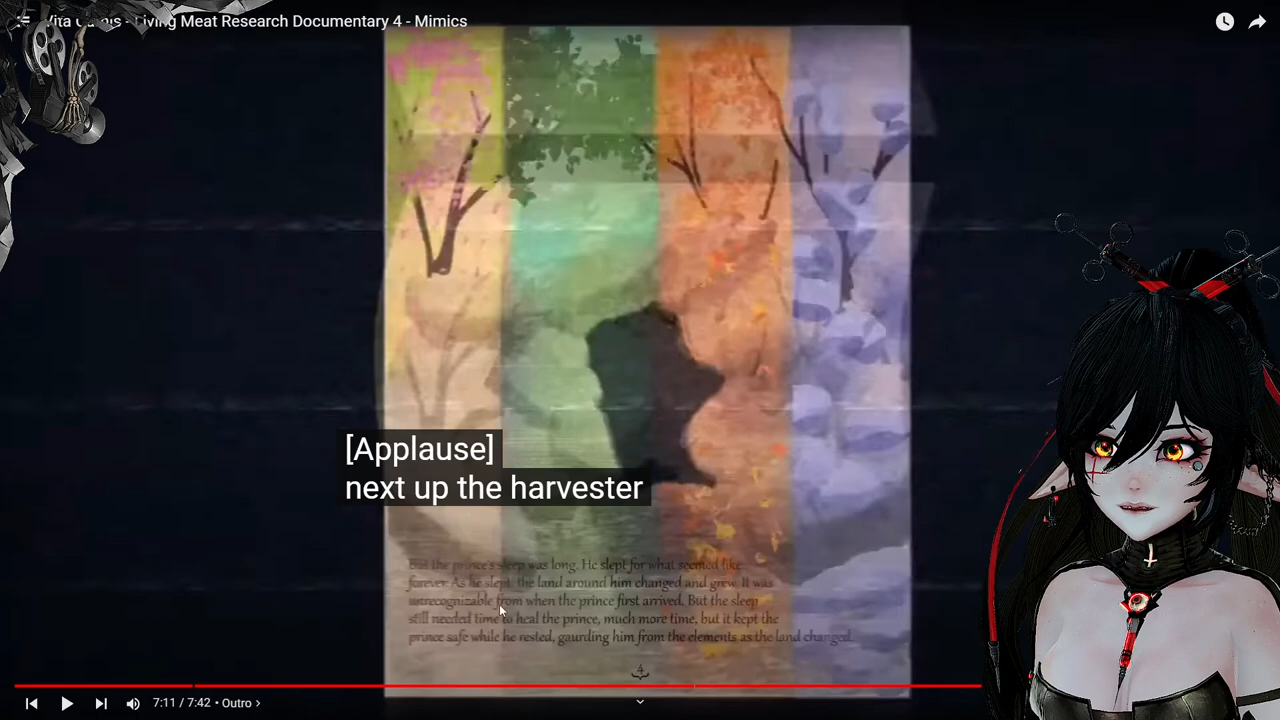 Vita Carnis - Living Meat Research Documentary 4 - Mimics
[Applause]
next up the harvester
But the prince's sleep was long. He slept for what seemed like
forever. As he slept, the land around him changed and grew. It was
unrecognizable from when the prince first arrived. But the sleep
still needed time to heal the prince, much more time, but it kept the
prince safe while he rested, gaurding him from the elements as the land changed.
4
7:11 / 7:42 • Outro >